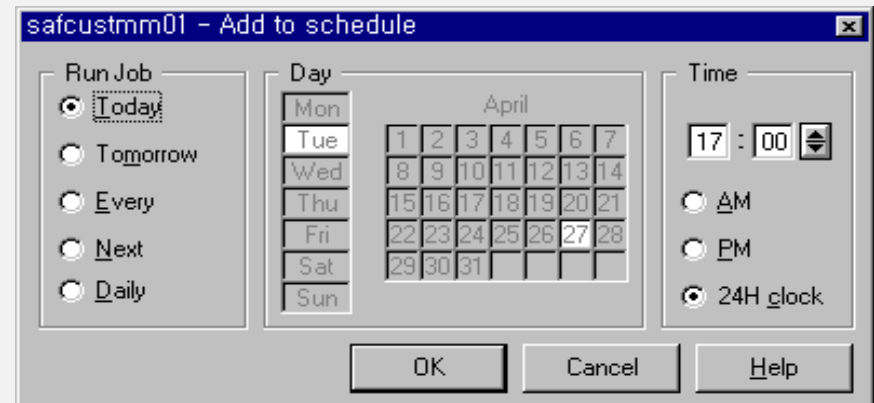 safcustmm01 - Add to schedule
Run Job
Today
Tomorrow
Every
Next
Daily
Day
Mon
Tue
Wed
Thu
Fri
Sat
Sun
April
1 2 3 4 5 6 7
8 9 10 11 12 13 14
15 16 17 18 19 20 21
22 23 24 25 26 27 28
29 30 31
Time
17 : 00
AM
PM
24H clock
OK Cancel Help